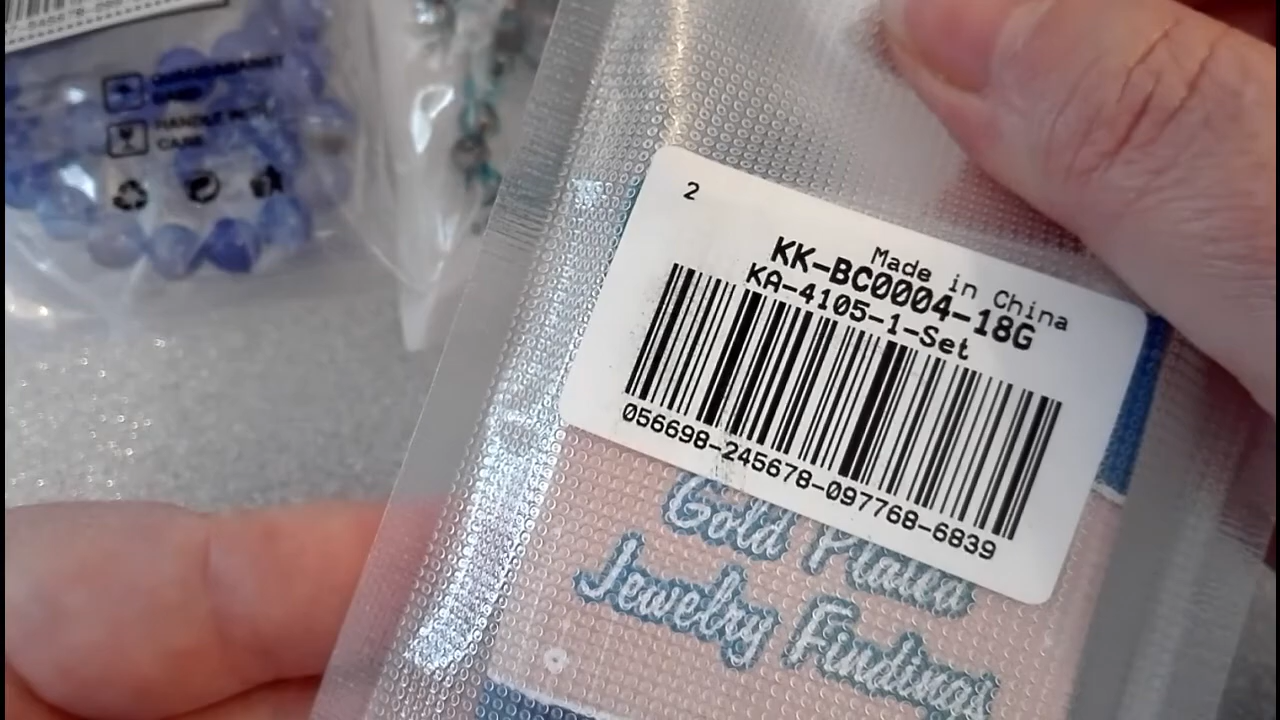 HANDLE WITH
CARE
2
Made in China
KK-BC0004-18G
KA-4105-1-Set
056698-245678-097768-6839
Gold Plated
Jewelry Findings